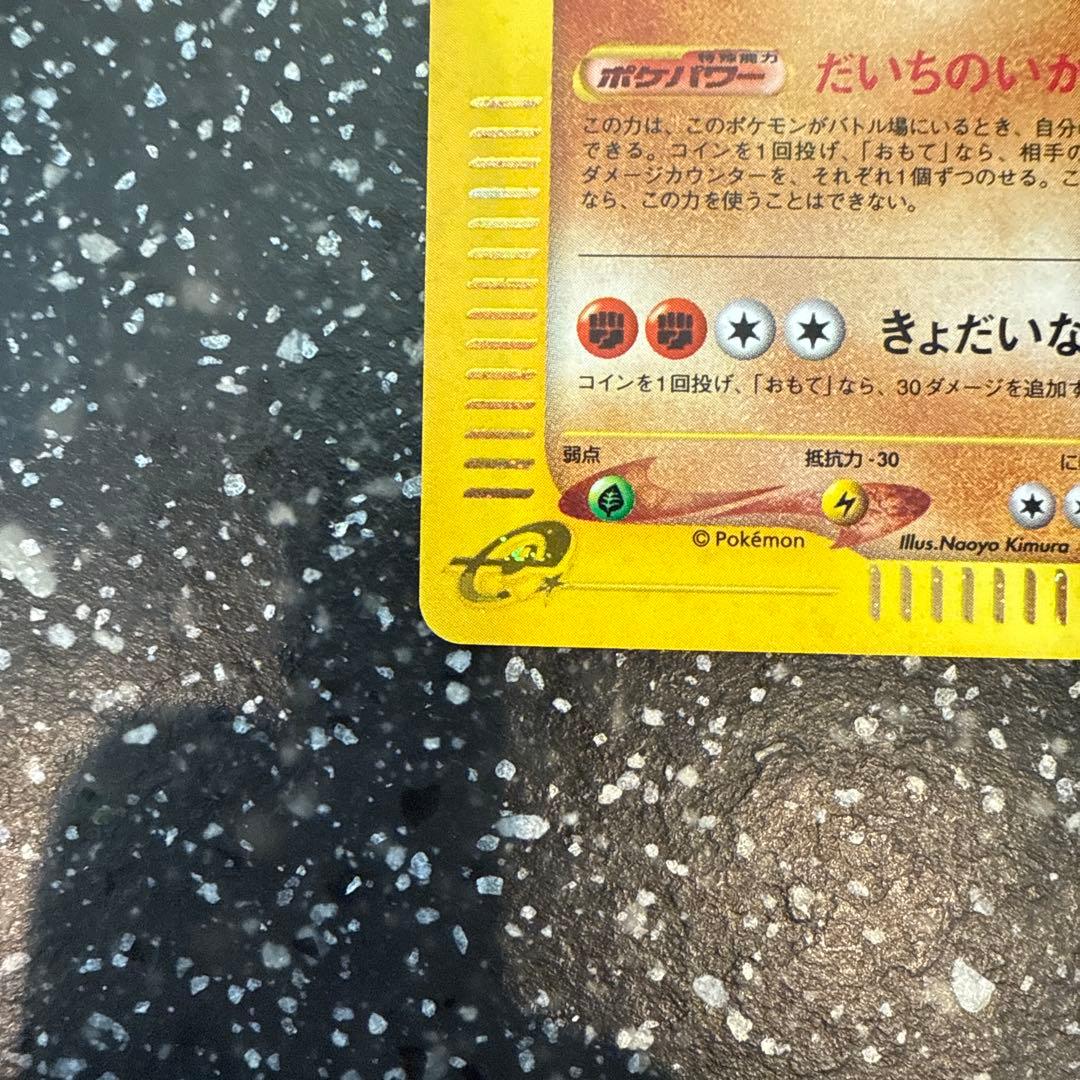 特殊能力
ポケパワー だいちのいか
この力は、このポケモンがバトル場にいるとき、自分
できる。コインを1回投げ、「おもて」なら、相手の
ダメージカウンターを、それぞれ1個ずつのせる。こ
なら、この力を使うことはできない。
きょだいな
コインを1回投げ、「おもて」なら、30ダメージを追加す
弱点 抵抗力 -30 に
© Pokémon Illus.Naoyo Kimura
e